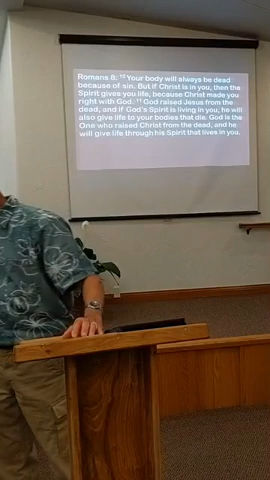 Romans 8: 10 Your body will always be dead
because of sin. But if Christ is in you, then the
Spirit gives you life, because Christ made you
right with God. 11 God raised Jesus from the
dead, and if God's Spirit is living in you, he will
also give life to your bodies that die. God is the
One who raised Christ from the dead, and he
will give life through his Spirit that lives in you.